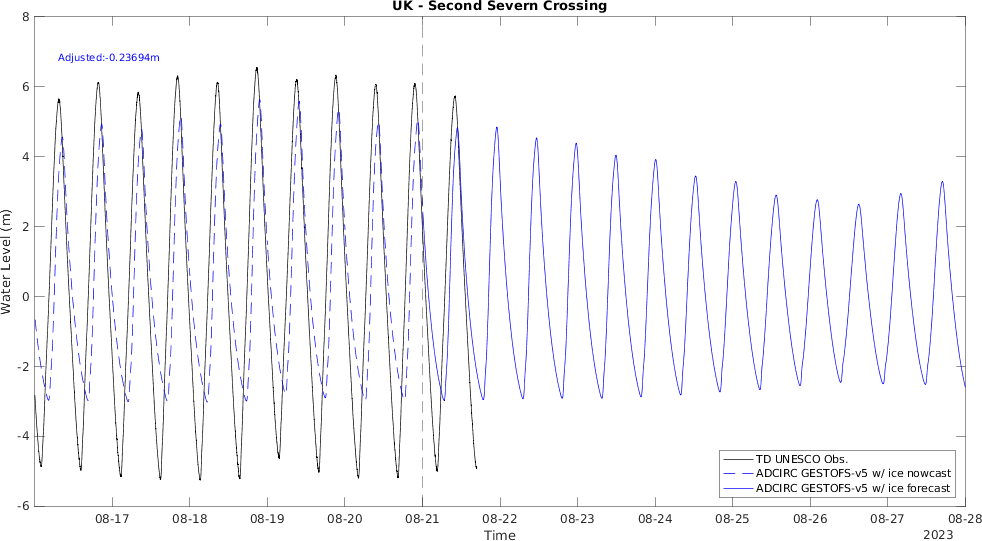 UK - Second Severn Crossing
Adjusted:-0.23694m
8
6
4
2
0
-2
-4
-6
Water Level (m)
TD UNESCO Obs.
ADCIRC GESTOFS-v5 w/ ice nowcast
ADCIRC GESTOFS-v5 w/ ice forecast
08-17 08-18 08-19 08-20 08-21 08-22 08-23 08-24 08-25 08-26 08-27 08-28
Time
2023